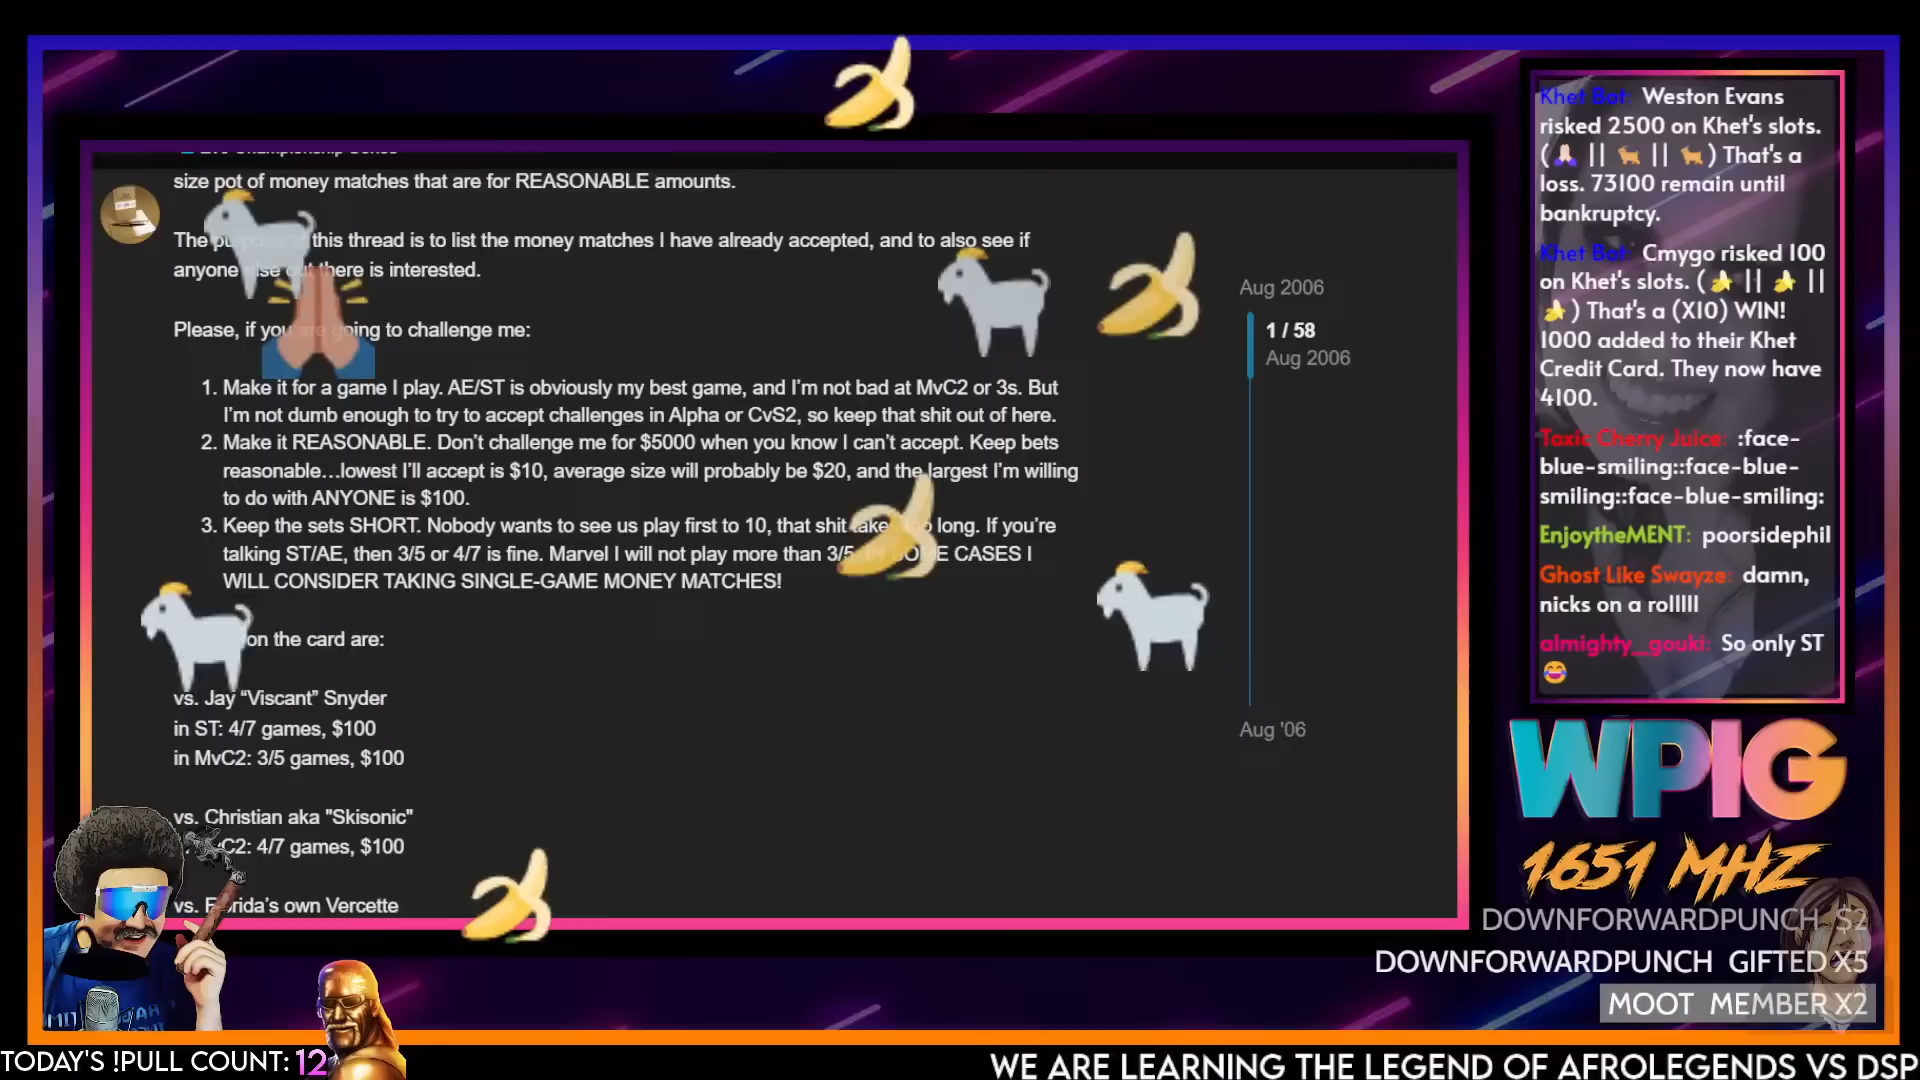 size pot of money matches that are for REASONABLE amounts.
The this thread is to list the money matches I have already accepted, and to also see if
anyone there is interested.
Please, if you going to challenge me:
1. Make it for a game I play. AE/ST is obviously my best game, and I'm not bad at MvC2 or 3s. But
I'm not dumb enough to try to accept challenges in Alpha or CvS2, so keep that shit out of here.
2. Make it REASONABLE. Don't challenge me for $5000 when you know I can't accept. Keep bets
reasonable…lowest I'll accept is $10, average size will probably be $20, and the largest I'm willing
to do with ANYONE is $100.
3. Keep the sets SHORT. Nobody wants to see us play first to 10, that shit long. If you're
talking ST/AE, then 3/5 or 4/7 is fine. Marvel I will not play more than 3/5 CASES I
WILL CONSIDER TAKING SINGLE-GAME MONEY MATCHES!
on the card are:
vs. Jay “Viscant” Snyder
in ST: 4/7 games, $100
in MvC2: 3/5 games, $100
vs. Christian aka "Skisonic"
4/7 games, $100
vs. own Vercette
Aug 2006
1 / 58
Aug 2006
Aug '06
Khet Bot: Weston Evans
risked 2500 on Khet's slots.
(🙏 || 🐐 || 🐐) That's a
loss. 73100 remain until
bankruptcy.
Khet Bot: Cmygo risked 100
on Khet's slots. (🍌 || 🍌 ||
🍌) That's a (X10) WIN!
1000 added to their Khet
Credit Card. They now have
4100.
Toxic Cherry Juice: :face-
blue-smiling::face-blue-
smiling::face-blue-smiling:
EnjoytheMENT: poorsidephil
Ghost Like Swayze: damn,
nicks on a rolllll
almighty_gouki: So only ST
😂
WPIG
1651 MHZ
DOWNFORWARDPUNCH $2
DOWNFORWARDPUNCH GIFTED X5
MOOT MEMBER X2
TODAY'S !PULL COUNT: 12
WE ARE LEARNING THE LEGEND OF AFROLEGENDS VS DSP